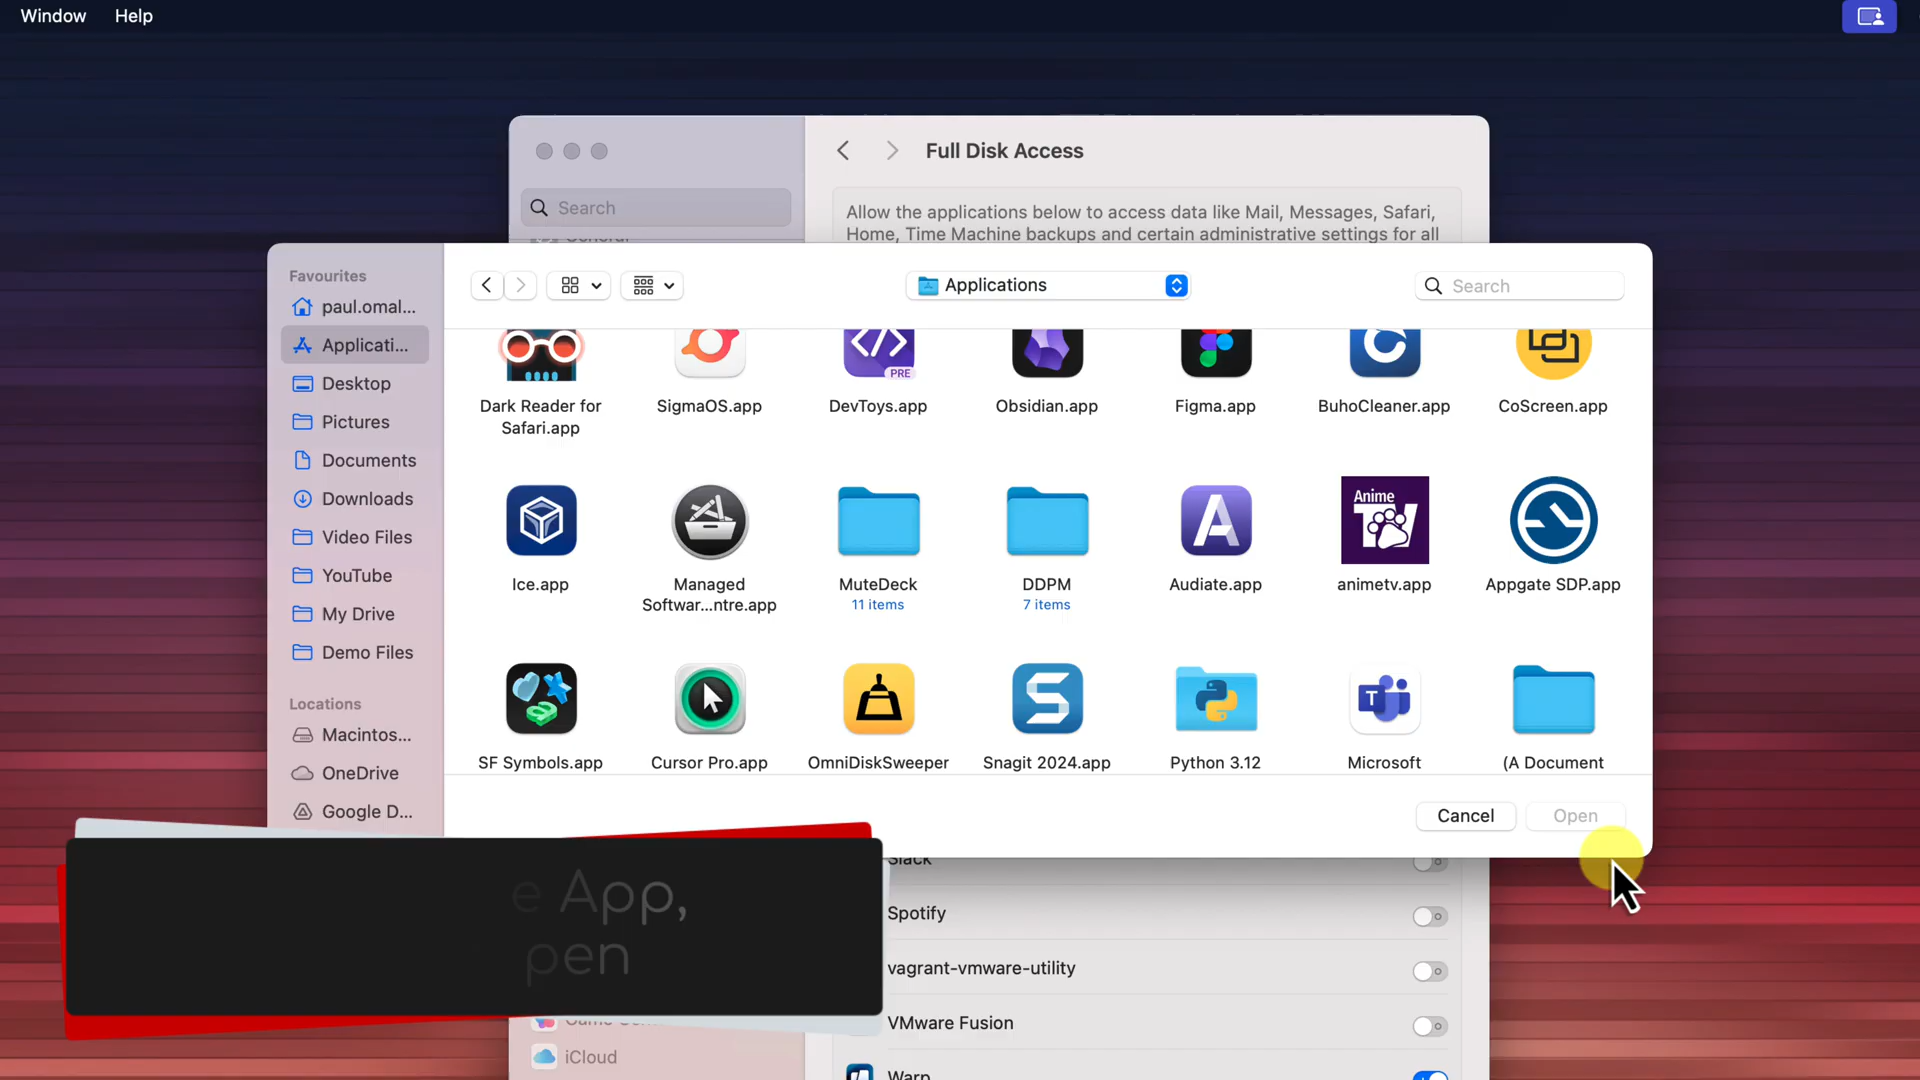 Window Help
Full Disk Access
Search
Allow the applications below to access data like Mail, Messages, Safari,
Home, Time Machine backups and certain administrative settings for all
Favourites
paul.omal...
Applicati...
Desktop
Pictures
Documents
Downloads
Video Files
YouTube
My Drive
Demo Files
Locations
Macintos...
OneDrive
Google D...
Applications
Search
PRE
Dark Reader for
Safari.app
SigmaOS.app
DevToys.app
Obsidian.app
Figma.app
BuhoCleaner.app
CoScreen.app
Anime
TV
Ice.app
Managed
Softwar...ntre.app
MuteDeck
11 items
DDPM
7 items
Audiate.app
animetv.app
Appgate SDP.app
SF Symbols.app
Cursor Pro.app
OmniDiskSweeper
Snagit 2024.app
Python 3.12
Microsoft
(A Document
Cancel
Open
e App,
pen
Slack
Spotify
vagrant-vmware-utility
VMware Fusion
Warp
iCloud